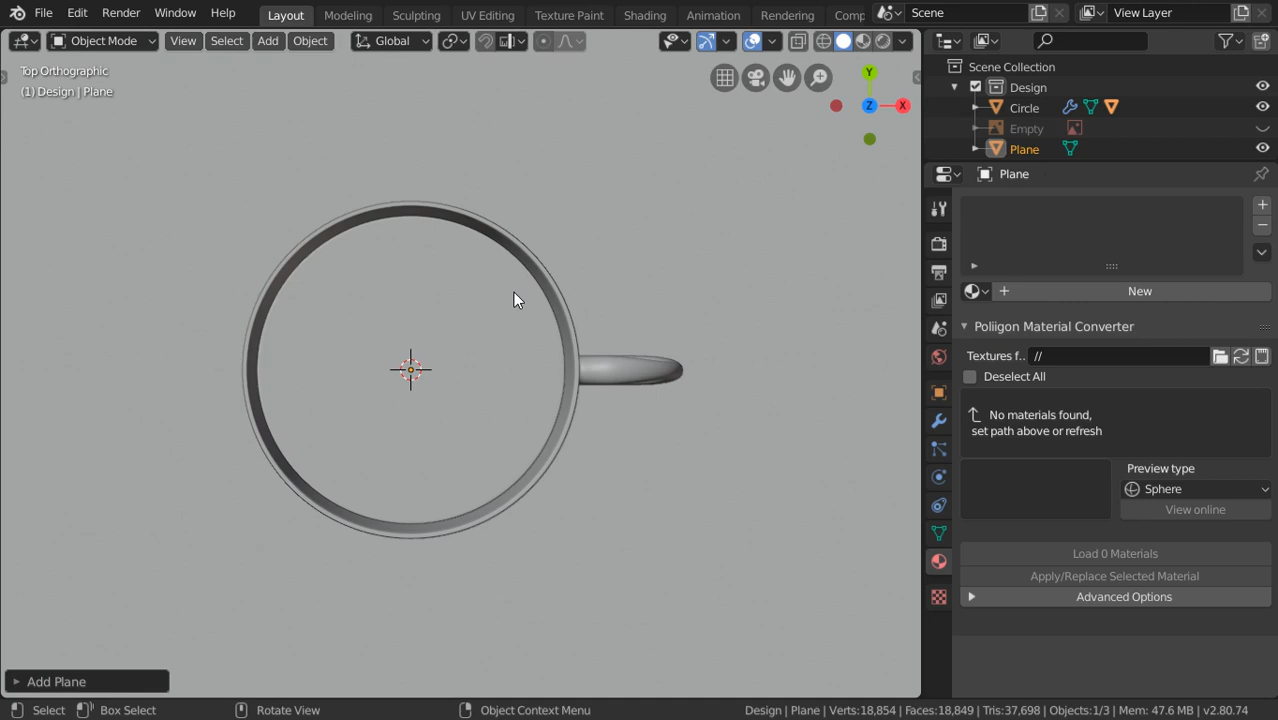 File Edit Render Window Help Layout Modeling Sculpting UV Editing Texture Paint Shading Animation Rendering Comp Scene View Layer
Object Mode View Select Add Object Global
Top Orthographic
(1) Design | Plane
Y
X
Z
Scene Collection
Design
Circle
Empty
Plane
Plane
New
Poliigon Material Converter
Textures f.. //
Deselect All
No materials found,
set path above or refresh
Preview type
Sphere
View online
Load 0 Materials
Apply/Replace Selected Material
Advanced Options
Add Plane
Select Box Select Rotate View Object Context Menu Design | Plane | Verts:18,854 | Faces:18,849 | Tris:37,698 | Objects:1/3 | Mem: 47.6 MB | v2.80.74